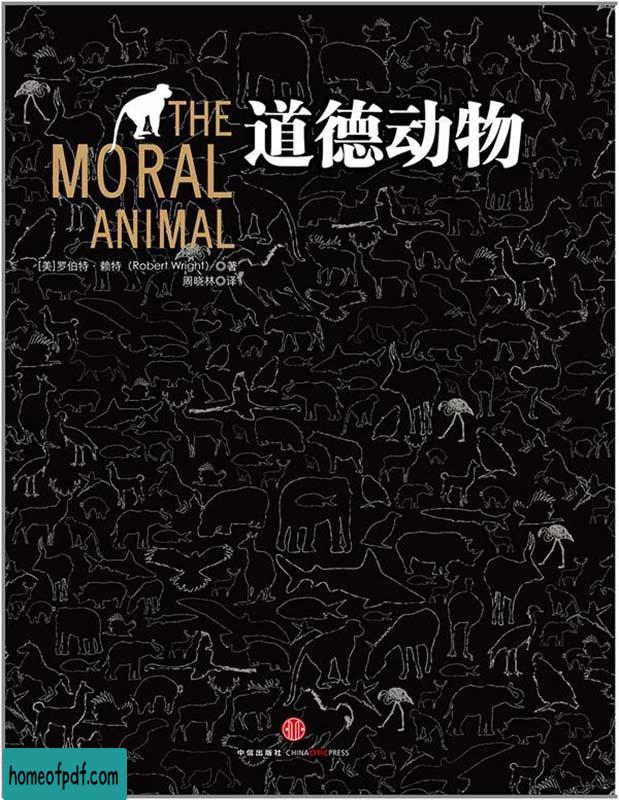 THE
MORAL
ANIMAL
道德动物
[美]罗伯特·赖特（Robert Wright）◎著
周晓林◎译
中信出版社·CHINACITICPRESS
homeofpdf.com